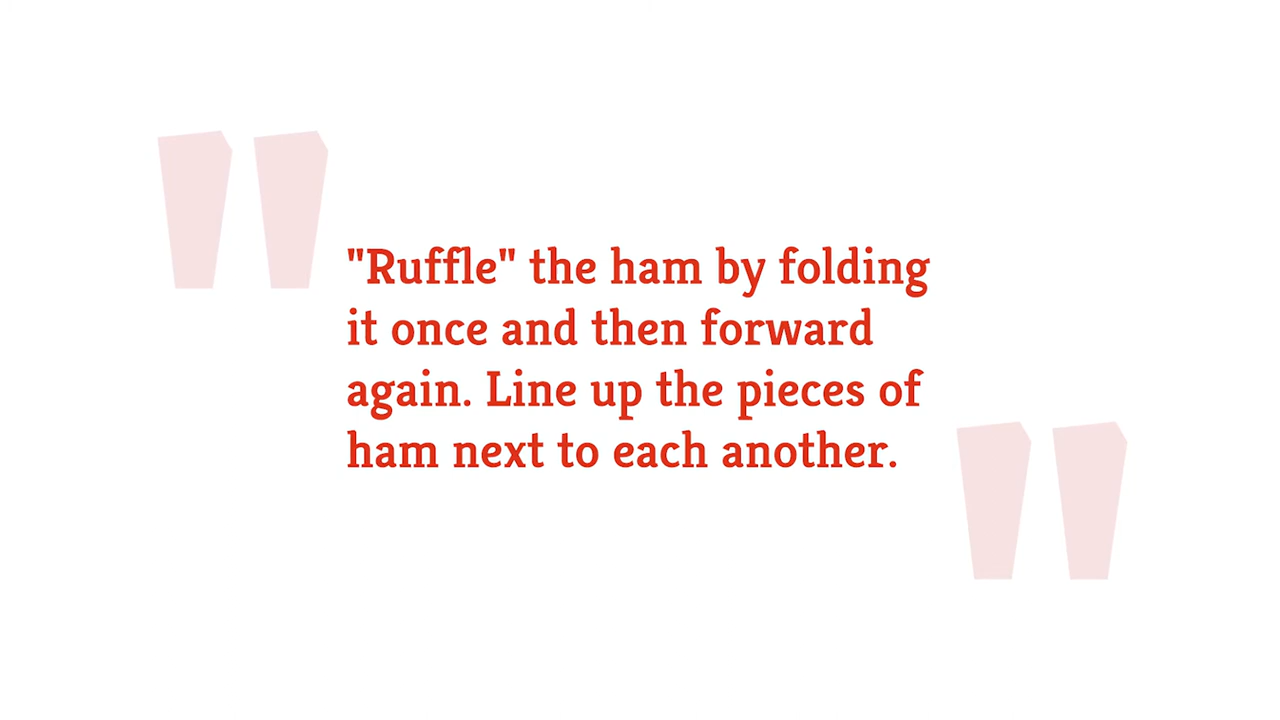 "Ruffle" the ham by folding
it once and then forward
again. Line up the pieces of
ham next to each another.